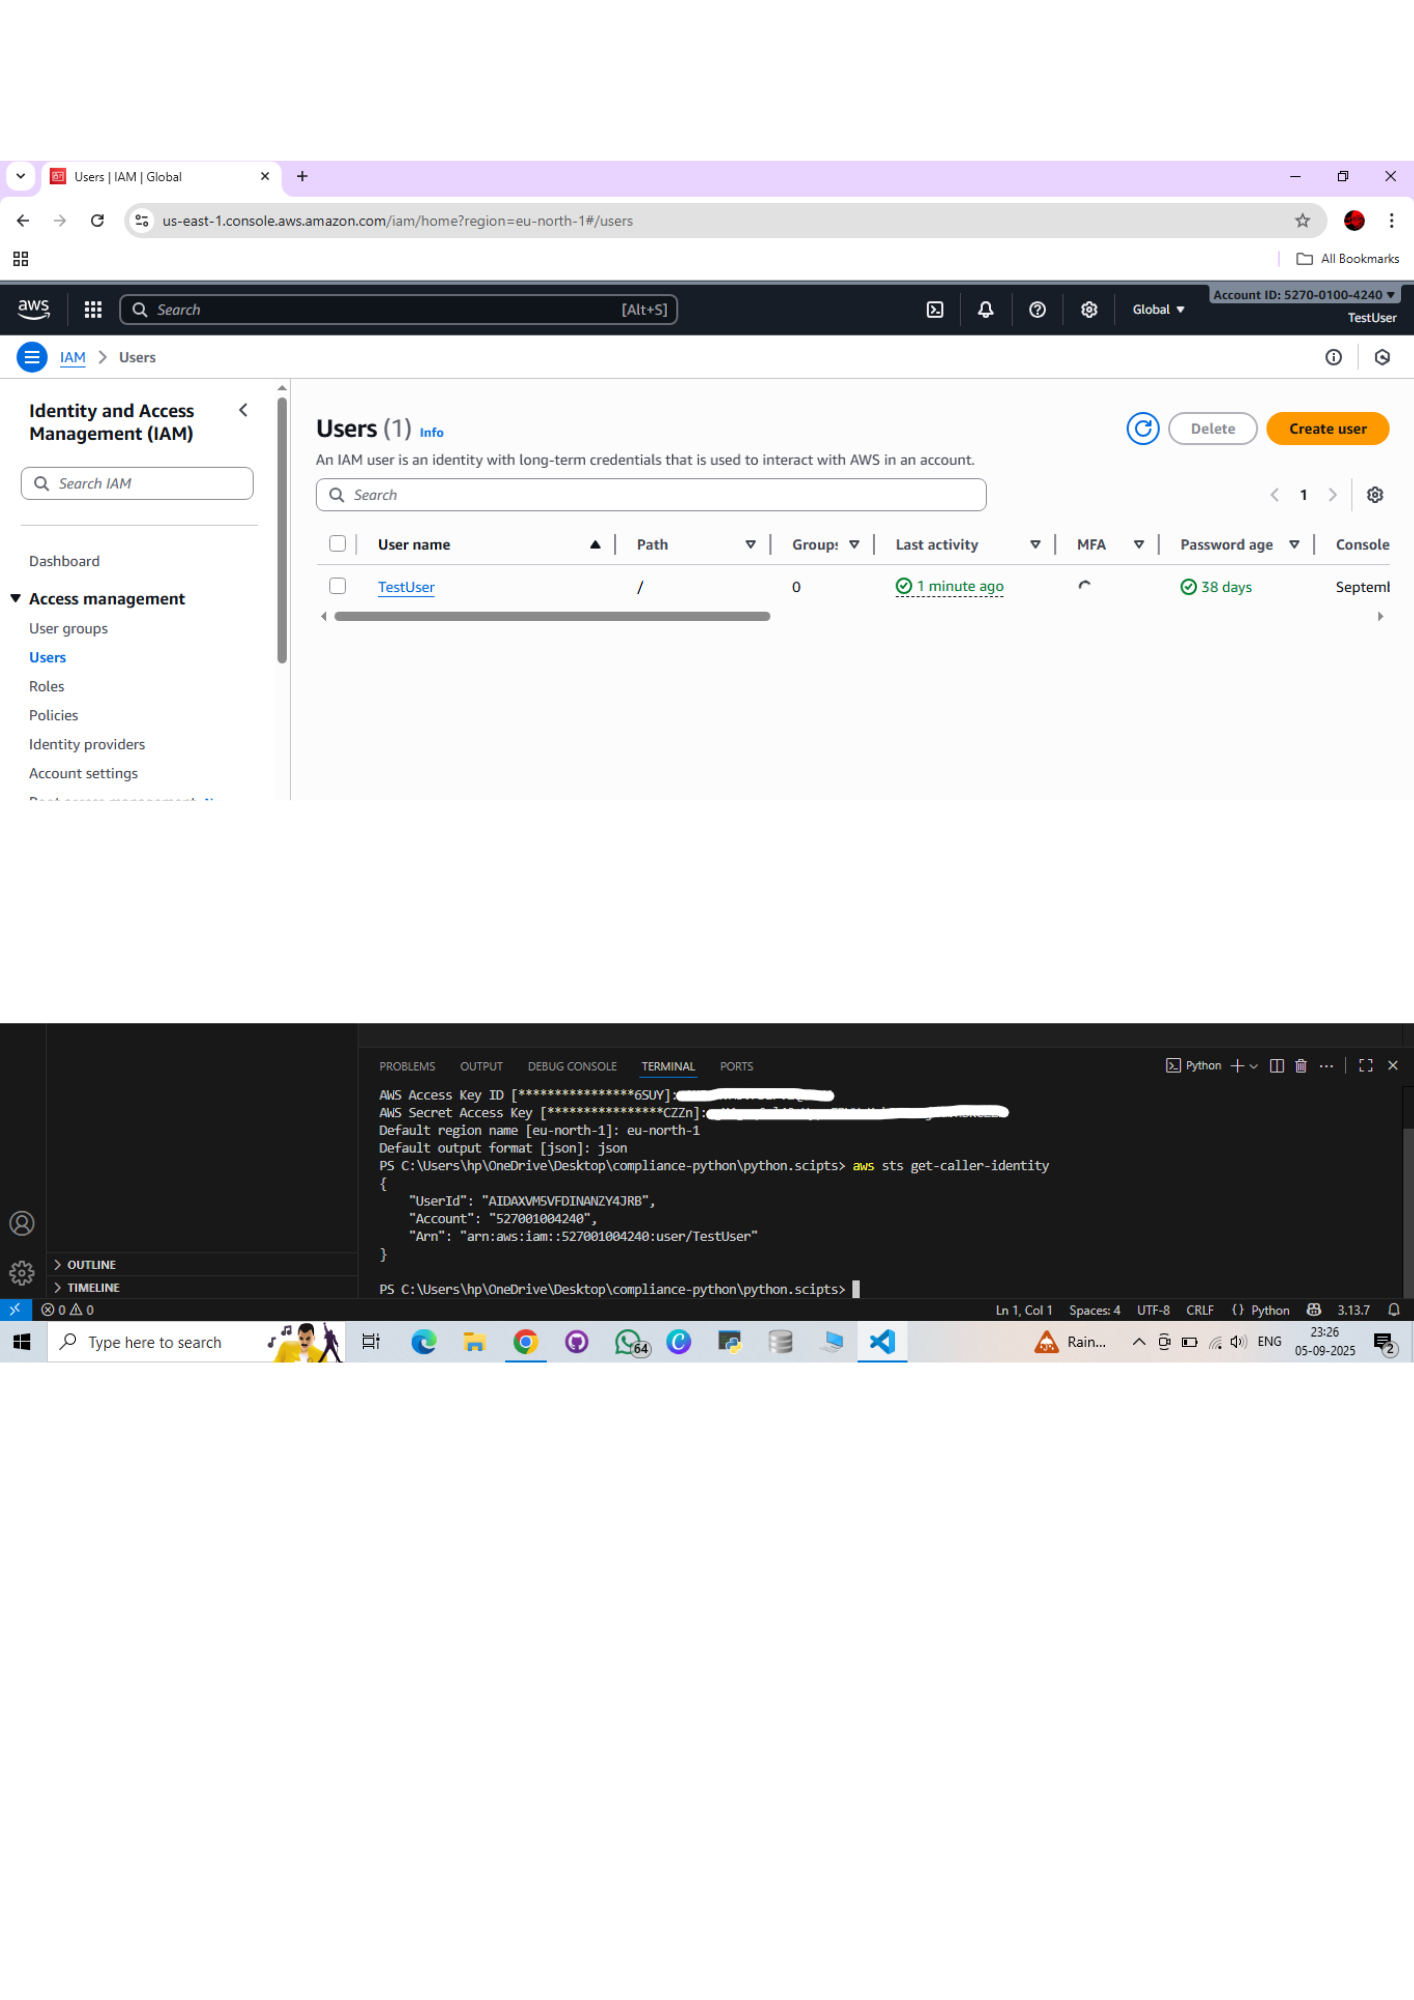 Users | IAM | Global
us-east-1.console.aws.amazon.com/iam/home?region=eu-north-1#/users
All Bookmarks
aws
Search
[Alt+S]
Global
Account ID: 5270-0100-4240
TestUser
IAM
Users
Identity and Access
Management (IAM)
Search IAM
Dashboard
Access management
User groups
Users
Roles
Policies
Identity providers
Account settings
Users (1) Info
Delete
Create user
An IAM user is an identity with long-term credentials that is used to interact with AWS in an account.
Search
1
User name
Path
Group
Last activity
MFA
Password age
Console
TestUser
/
0
1 minute ago
38 days
Septeml
PROBLEMS
OUTPUT
DEBUG CONSOLE
TERMINAL
PORTS
Python
AWS Access Key ID [****************6SUY]:
AWS Secret Access Key [****************CZZn]:
Default region name [eu-north-1]: eu-north-1
Default output format [json]: json
PS C:\Users\hp\OneDrive\Desktop\compliance-python\python.scipts> aws sts get-caller-identity
{
"UserId": "AIDAXVM5VFDINANZY4JRB",
"Account": "527001004240",
"Arn": "arn:aws:iam::527001004240:user/TestUser"
}
PS C:\Users\hp\OneDrive\Desktop\compliance-python\python.scipts>
OUTLINE
TIMELINE
0
0
Ln 1, Col 1
Spaces: 4
UTF-8
CRLF
{} Python
3.13.7
Type here to search
64
Rain...
ENG
23:26
05-09-2025
2